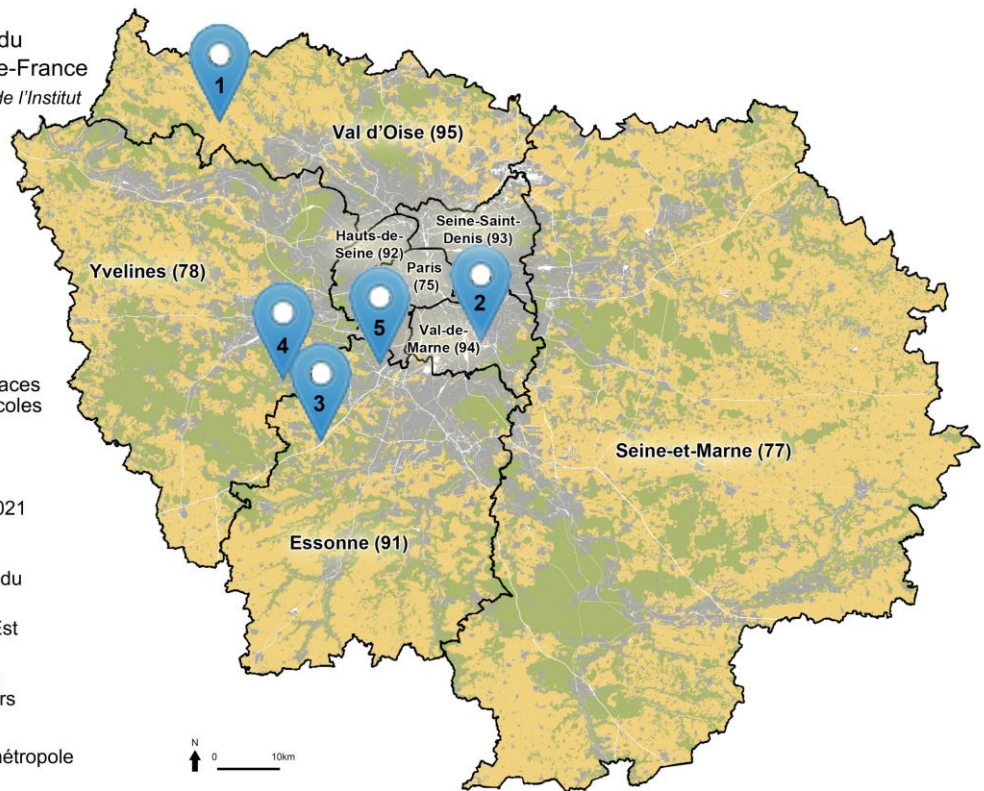 du
e-France
de l'Institut
aces
coles
021
du
Est
rs
nétropole
1
Val d'Oise (95)
Hauts-de-
Seine (92)
Seine-Saint-
Denis (93)
Paris
(75)
Yvelines (78)
2
5
Val-de-
Marne (94)
4
3
Seine-et-Marne (77)
Essonne (91)
N
0 10km